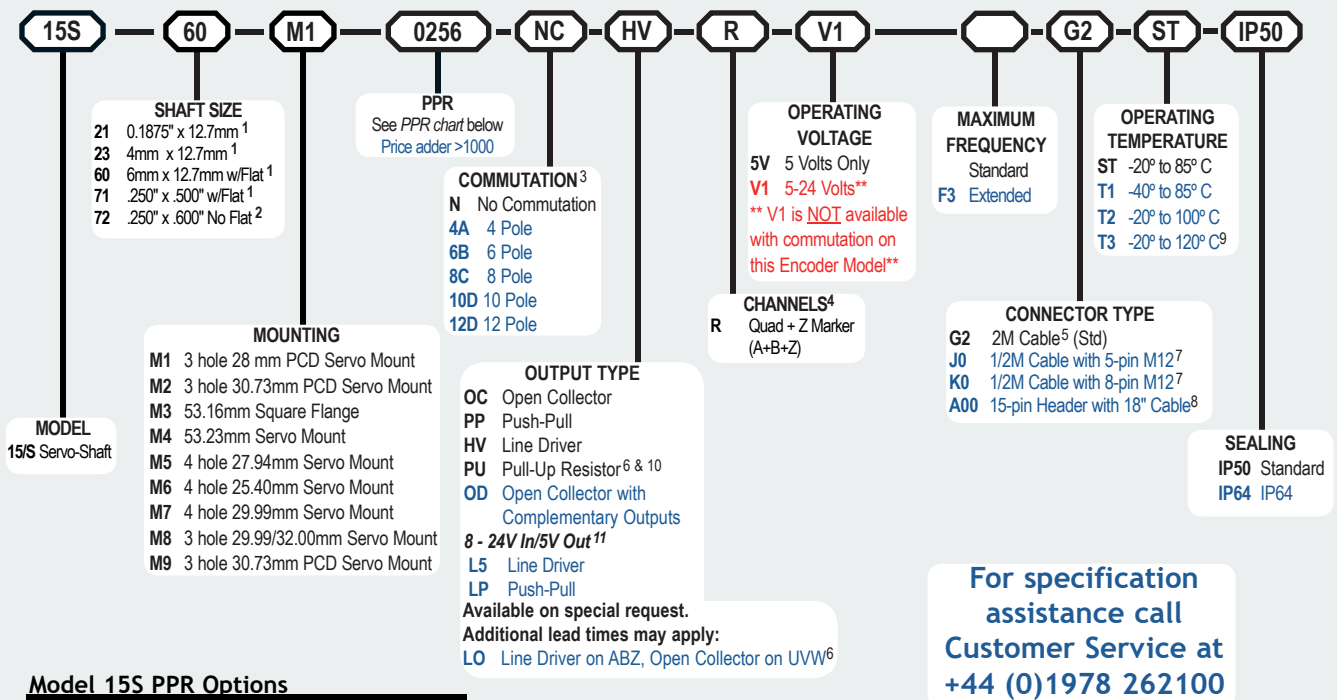 15S 60 M1 0256 NC HV R V1 G2 ST IP50
SHAFT SIZE
21 0.1875" x 12.7mm 1
23 4mm x 12.7mm 1
60 6mm x 12.7mm w/Flat 1
71 .250" x .500" w/Flat 1
72 .250" x .600" No Flat 2
PPR
See PPR chart below
Price adder >1000
COMMUTATION 3
N No Commutation
4A 4 Pole
6B 6 Pole
8C 8 Pole
10D 10 Pole
12D 12 Pole
OPERATING
VOLTAGE
5V 5 Volts Only
V1 5-24 Volts**
** V1 is NOT available
with commutation on
this Encoder Model**
MAXIMUM
FREQUENCY
Standard
F3 Extended
OPERATING
TEMPERATURE
ST -20º to 85º C
T1 -40º to 85º C
T2 -20º to 100º C
T3 -20º to 120º C9
MODEL
15/S Servo-Shaft
MOUNTING
M1 3 hole 28 mm PCD Servo Mount
M2 3 hole 30.73mm PCD Servo Mount
M3 53.16mm Square Flange
M4 53.23mm Servo Mount
M5 4 hole 27.94mm Servo Mount
M6 4 hole 25.40mm Servo Mount
M7 4 hole 29.99mm Servo Mount
M8 3 hole 29.99/32.00mm Servo Mount
M9 3 hole 30.73mm PCD Servo Mount
OUTPUT TYPE
OC Open Collector
PP Push-Pull
HV Line Driver
PU Pull-Up Resistor 6 & 10
OD Open Collector with
Complementary Outputs
8 - 24V In/5V Out 11
L5 Line Driver
LP Push-Pull
Available on special request.
Additional lead times may apply:
LO Line Driver on ABZ, Open Collector on UVW6
CHANNELS4
R Quad + Z Marker
(A+B+Z)
CONNECTOR TYPE
G2 2M Cable5 (Std)
J0 1/2M Cable with 5-pin M12 7
K0 1/2M Cable with 8-pin M12 7
A00 15-pin Header with 18" Cable8
SEALING
IP50 Standard
IP64 IP64
For specification
assistance call
Customer Service at
+44 (0)1978 262100
Model 15S PPR Options